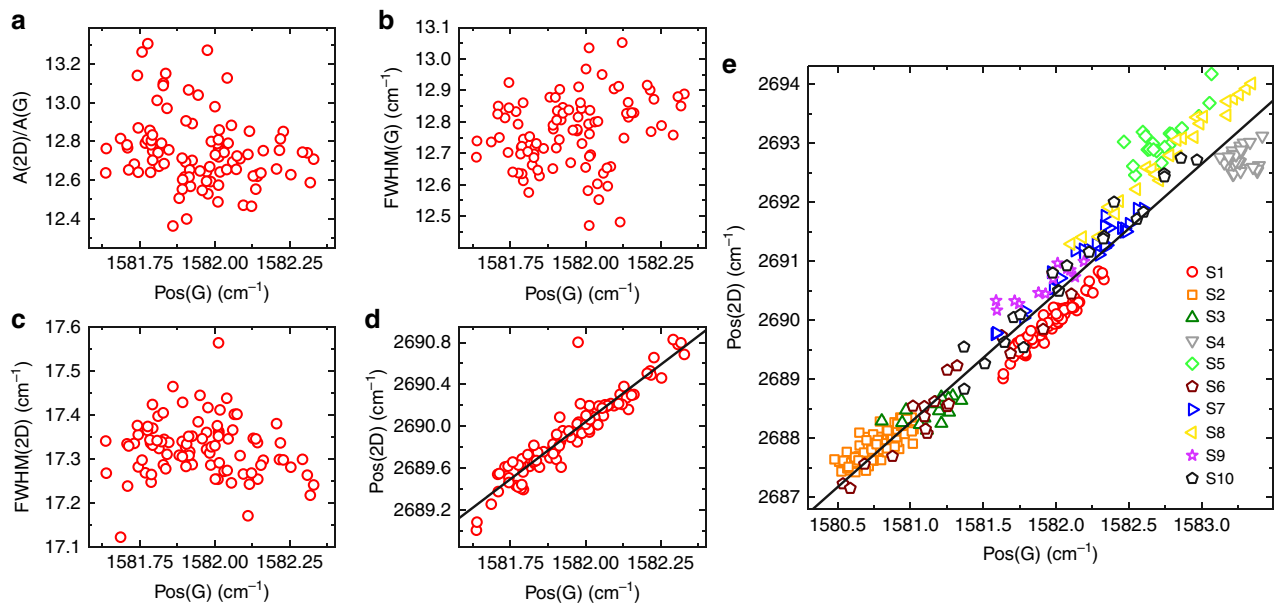 a
13.2
13.0
12.8
12.6
12.4
A(2D)/A(G)
1581.75 1582.00 1582.25
Pos(G) (cm⁻¹)
b
13.1
13.0
12.9
12.8
12.7
12.6
12.5
FWHM(G) (cm⁻¹)
1581.75 1582.00 1582.25
Pos(G) (cm⁻¹)
c
17.6
17.5
17.4
17.3
17.2
17.1
FWHM(2D) (cm⁻¹)
1581.75 1582.00 1582.25
Pos(G) (cm⁻¹)
d
2690.8
2690.4
2690.0
2689.6
2689.2
Pos(2D) (cm⁻¹)
1581.75 1582.00 1582.25
Pos(G) (cm⁻¹)
e
2694
2693
2692
2691
2690
2689
2688
2687
Pos(2D) (cm⁻¹)
S1
S2
S3
S4
S5
S6
S7
S8
S9
S10
1580.5 1581.0 1581.5 1582.0 1582.5 1583.0
Pos(G) (cm⁻¹)